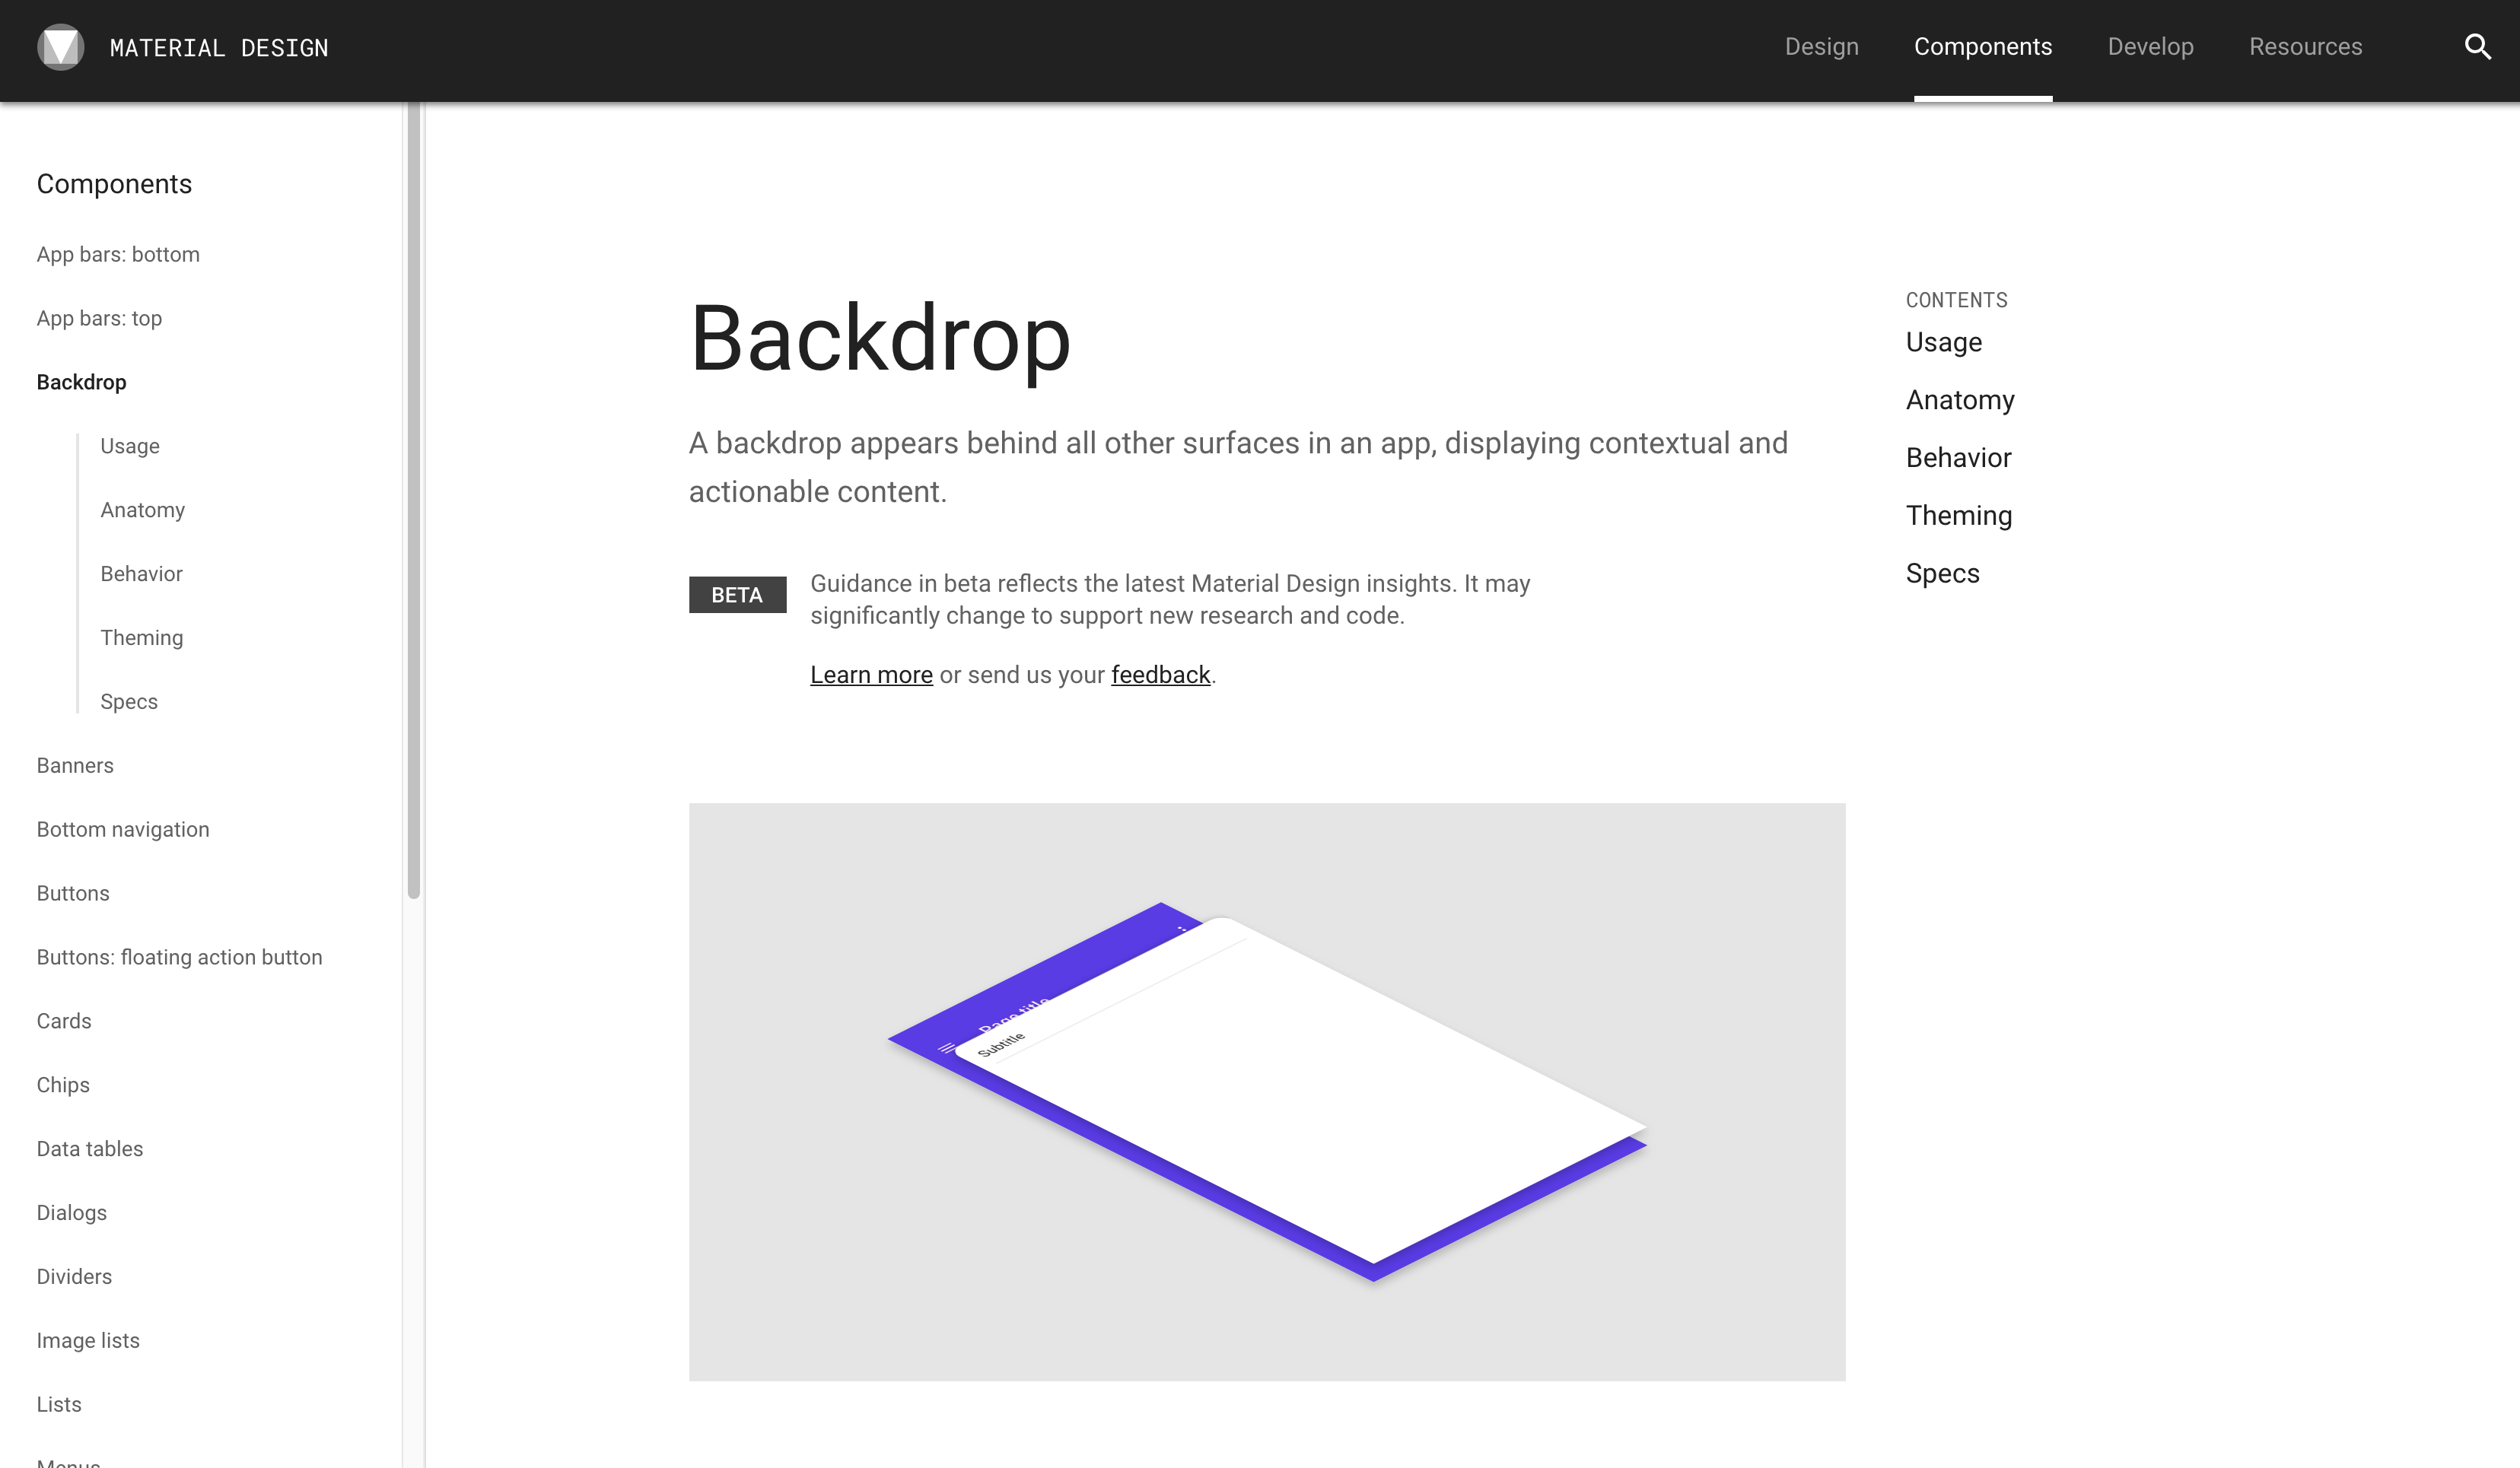 MATERIAL DESIGN
Design
Components
Develop
Resources
Components
App bars: bottom
App bars: top
Backdrop
Usage
Anatomy
Behavior
Theming
Specs
Banners
Bottom navigation
Buttons
Buttons: floating action button
Cards
Chips
Data tables
Dialogs
Dividers
Image lists
Lists
Menus
Backdrop
A backdrop appears behind all other surfaces in an app, displaying contextual and
actionable content.
BETA
Guidance in beta reflects the latest Material Design insights. It may
significantly change to support new research and code.
Learn more or send us your feedback.
Page title
Subtitle
CONTENTS
Usage
Anatomy
Behavior
Theming
Specs